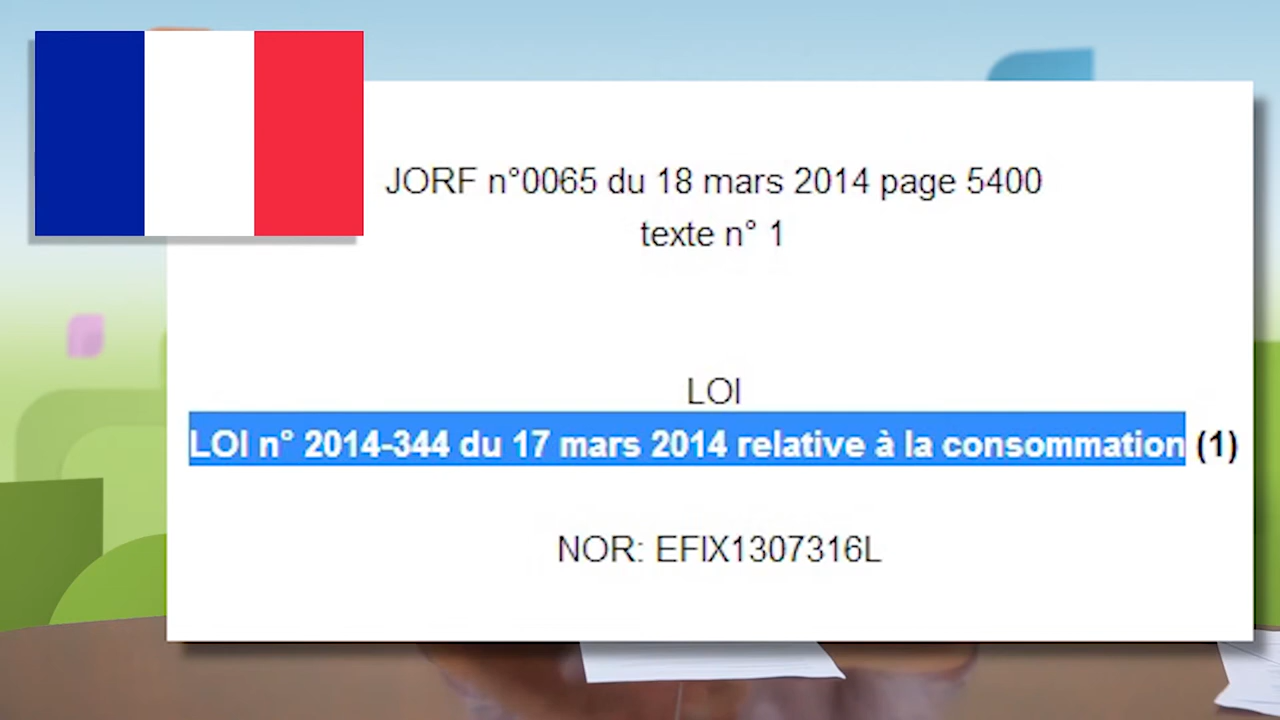 JORF n°0065 du 18 mars 2014 page 5400
texte n° 1
LOI
LOI n° 2014-344 du 17 mars 2014 relative à la consommation (1)
NOR: EFIX1307316L